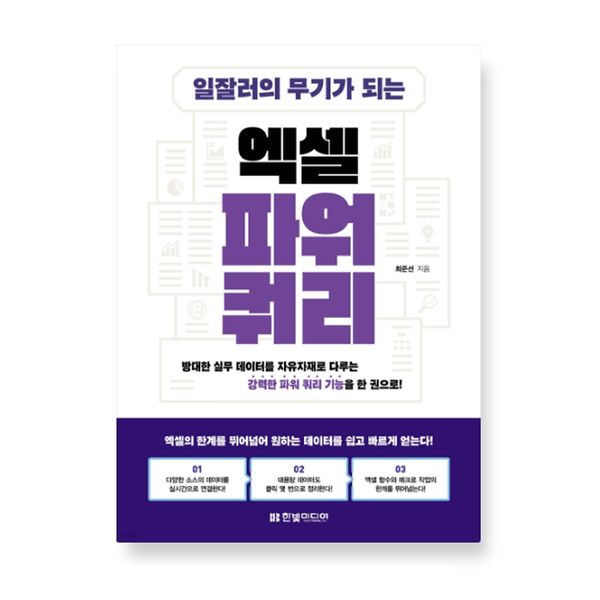 일잘러의 무기가 되는
엑셀
파워
쿼리
최준선 지음
방대한 실무 데이터를 자유자재로 다루는
강력한 파워 쿼리 기능을 한 권으로!
엑셀의 한계를 뛰어넘어 원하는 데이터를 쉽고 빠르게 얻는다!
01
다양한 소스의 데이터를
실시간으로 연결한다!
02
대용량 데이터도
클릭 몇 번으로 정리한다!
03
엑셀 함수와 매크로 작업의
한계를 뛰어넘는다!
한빛미디어